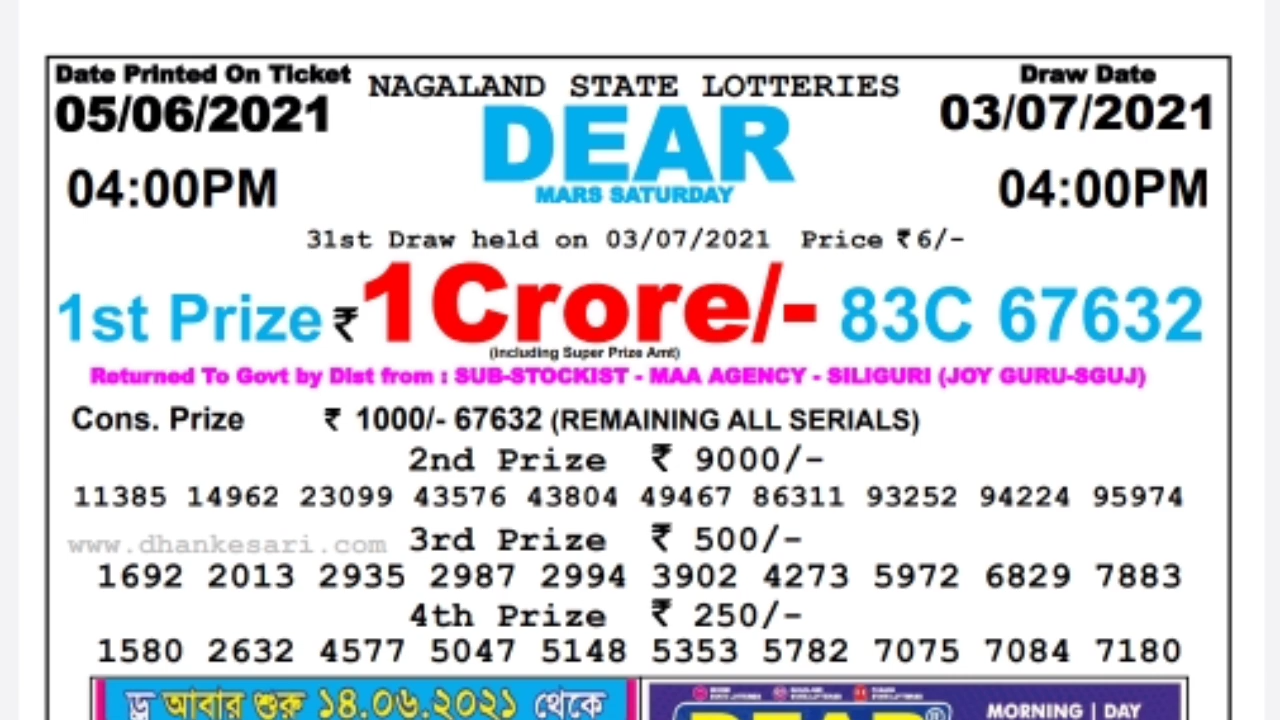 Date Printed On Ticket NAGALAND STATE LOTTERIES Draw Date
05/06/2021 DEAR 03/07/2021
04:00PM MARS SATURDAY 04:00PM
31st Draw held on 03/07/2021 Price ₹6/-
1st Prize ₹1Crore/- 83C 67632
(Including Super Prize Amt)
Returned To Govt by Dist from : SUB-STOCKIST - MAA AGENCY - SILIGURI (JOY GURU-SGUJ)
Cons. Prize ₹ 1000/- 67632 (REMAINING ALL SERIALS)
2nd Prize ₹ 9000/-
11385 14962 23099 43576 43804 49467 86311 93252 94224 95974
www.dhankesari.com 3rd Prize ₹ 500/-
1692 2013 2935 2987 2994 3902 4273 5972 6829 7883
4th Prize ₹ 250/-
1580 2632 4577 5047 5148 5353 5782 7075 7084 7180
আবার শুরু ১৪.০৬.২০২১ থেকে
MORNING | DAY